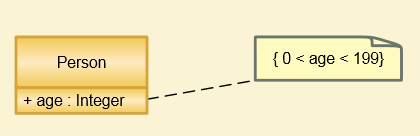 Person
+ age : Integer
{ 0 < age < 199}